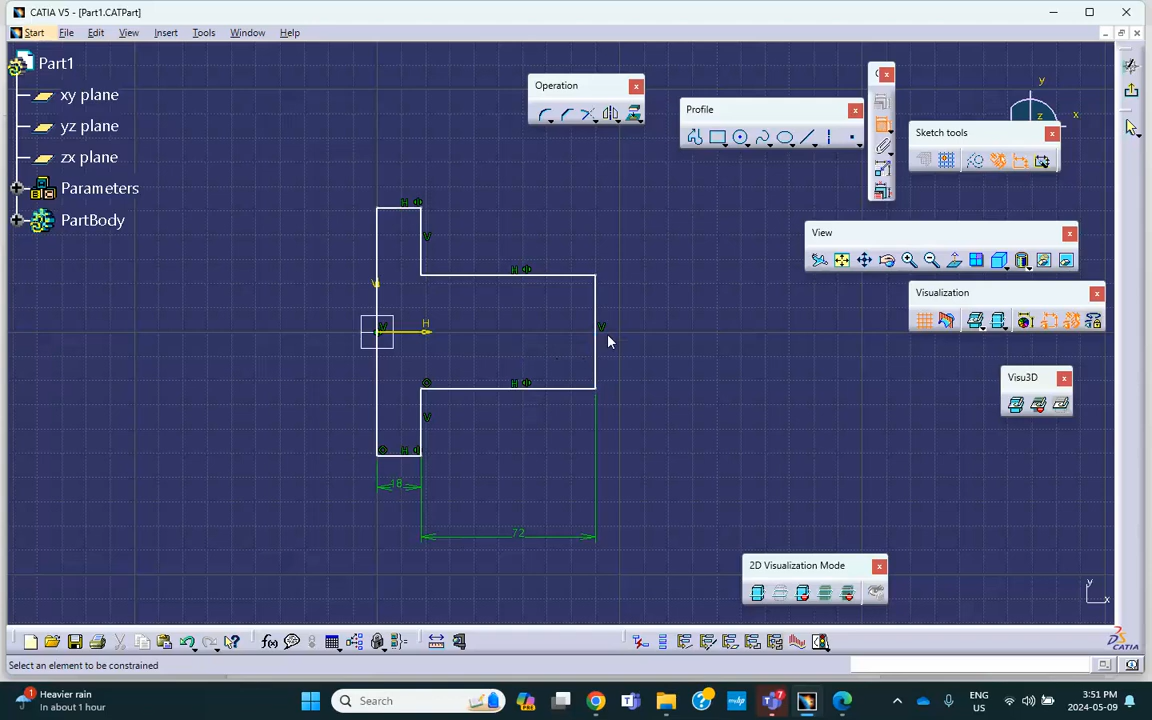 CATIA V5 - [Part1.CATPart]
Start File Edit View Insert Tools Window Help
Part1
xy plane
yz plane
zx plane
Parameters
PartBody
Operation
Profile
Sketch tools
View
Visualization
Visu3D
2D Visualization Mode
y
x
z
H
V
H
V
H
V
V
V
H
V
H
18
72
y
x
CATIA
Select an element to be constrained
Heavier rain
In about 1 hour
Search
ENG
US
3:51 PM
2024-05-09